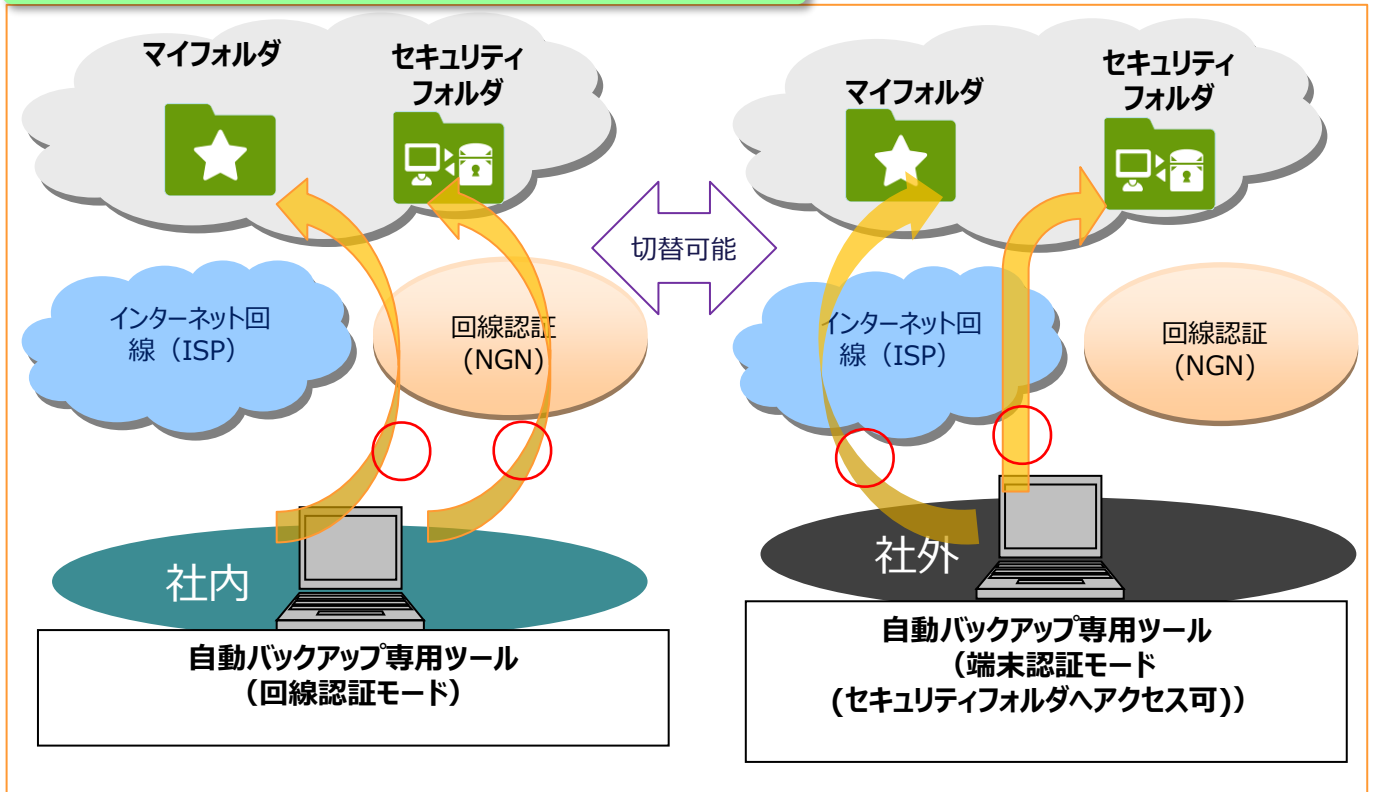 マイフォルダ
セキュリティ
フォルダ
インターネット回
線（ISP）
回線認証
(NGN)
社内
自動バックアップ専用ツール
（回線認証モード）
切替可能
マイフォルダ
セキュリティ
フォルダ
インターネット回
線（ISP）
回線認証
(NGN)
社外
自動バックアップ専用ツール
（端末認証モード
(セキュリティフォルダへアクセス可)）